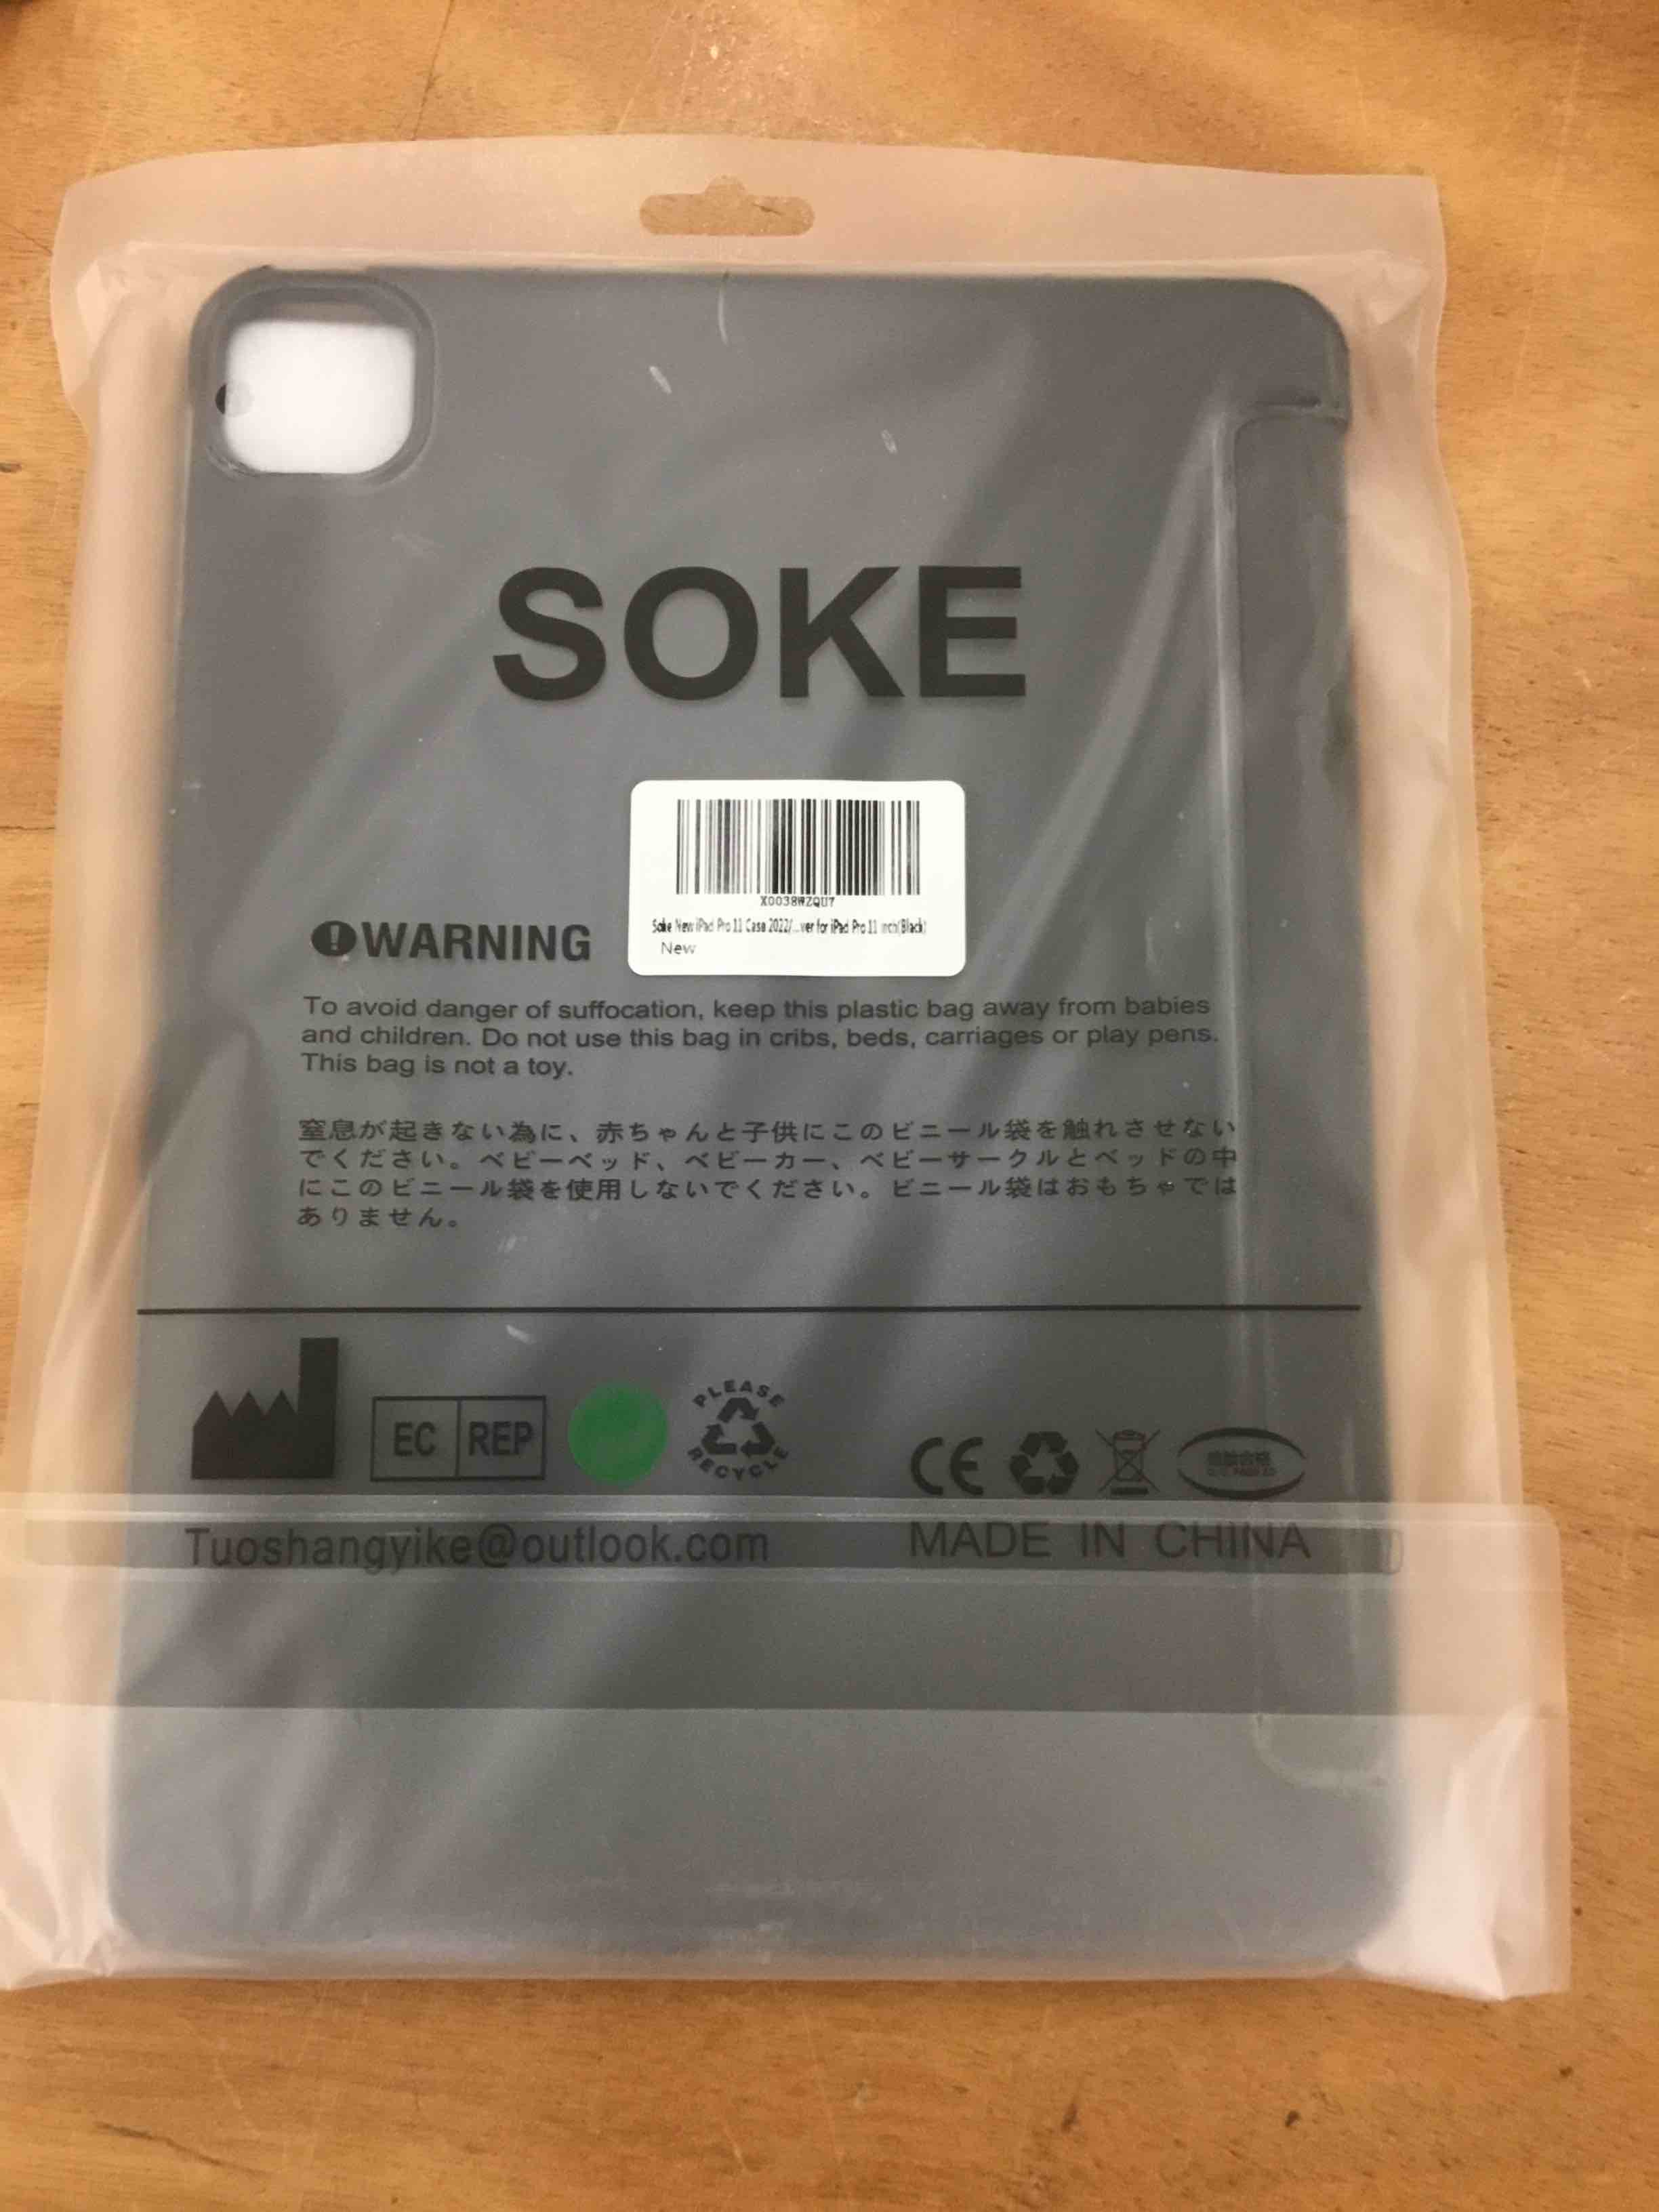 SOKE
X0038WZQU7
Soke New iPad Pro 11 Case 2022/...ver for iPad Pro 11 inch(Black)
New
WARNING
To avoid danger of suffocation, keep this plastic bag away from babies
and children. Do not use this bag in cribs, beds, carriages or play pens.
This bag is not a toy.
窒息が起きない為に、赤ちゃんと子供にこのビニール袋を触れさせない
でください。ベビーベッド、ベビーカー、ベビーサークルとベッドの中
にこのビニール袋を使用しないでください。ビニール袋はおもちゃでは
ありません。
EC REP
PLEASE
RECYCLE
CE
Tuoshangyike@outlook.com
MADE IN CHINA